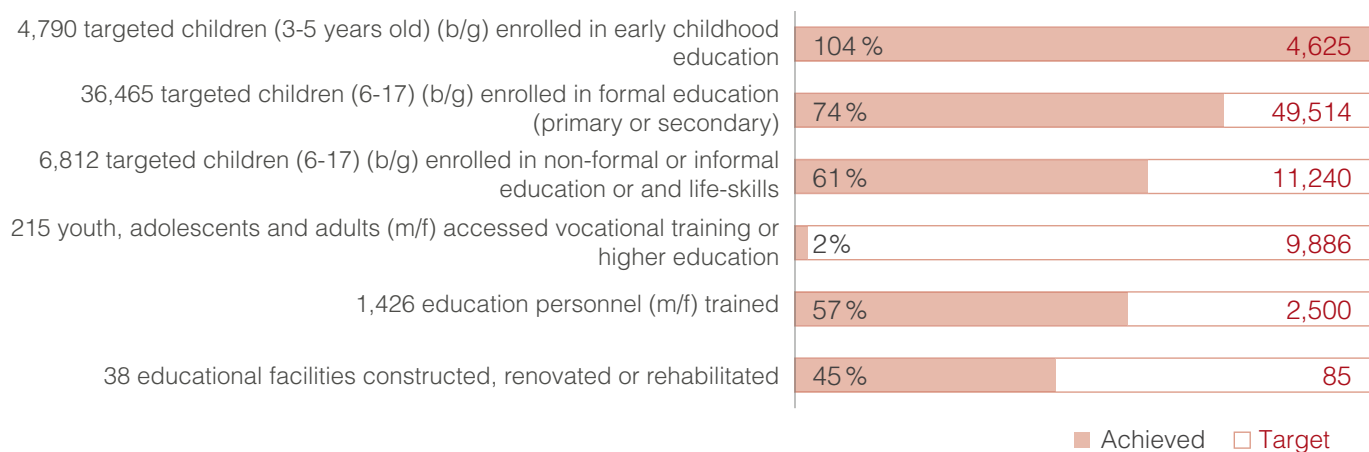 4,790 targeted children (3-5 years old) (b/g) enrolled in early childhood
education
104 % 4,625
36,465 targeted children (6-17) (b/g) enrolled in formal education
(primary or secondary)
74 % 49,514
6,812 targeted children (6-17) (b/g) enrolled in non-formal or informal
education or and life-skills
61 % 11,240
215 youth, adolescents and adults (m/f) accessed vocational training or
higher education
2 % 9,886
1,426 education personnel (m/f) trained
57 % 2,500
38 educational facilities constructed, renovated or rehabilitated
45 % 85
Achieved Target